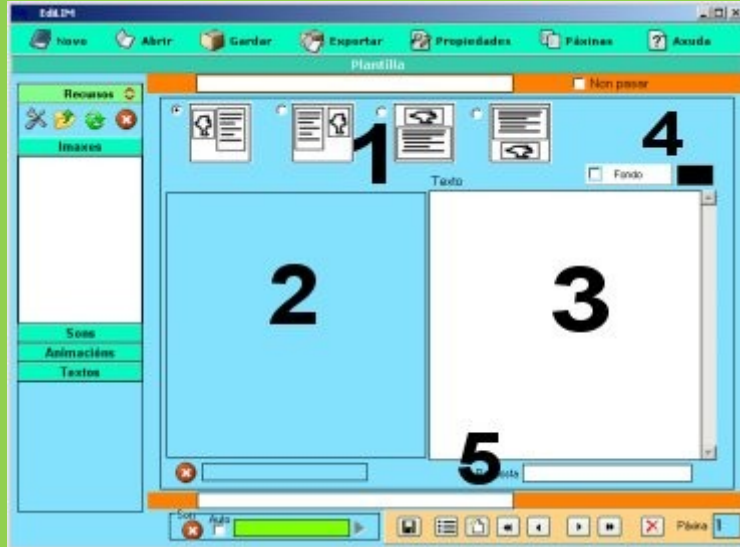 EdiLIM
Novo Abrir Gardar Exportar Propiedades Páxinas Axuda
Plantilla
Non pasar
Recursos
Imaxes
1
4
Texto
Fondo
2
3
Sons
Animacións
Textos
5
Son
Auto
Páxina 1